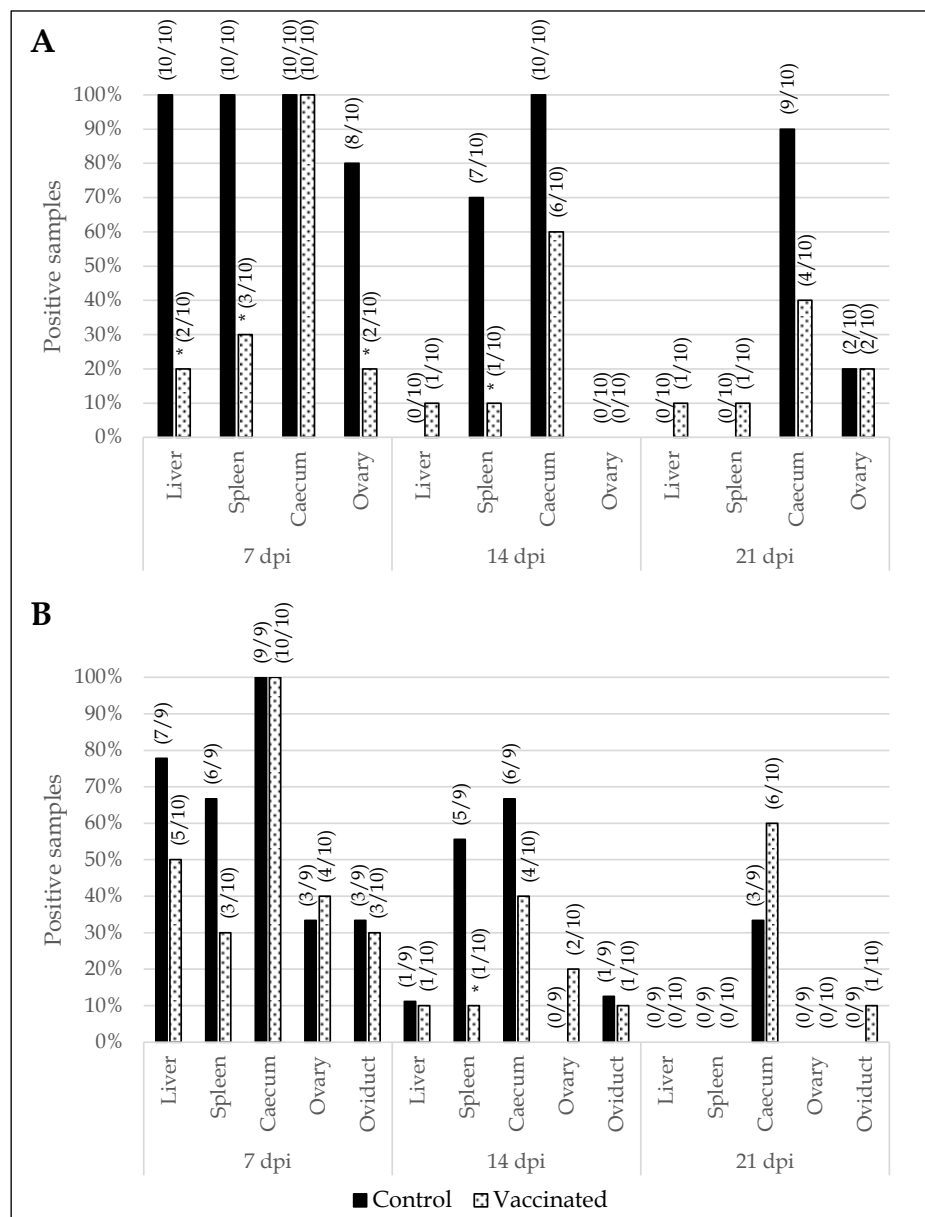 A
(10/10) (10/10) (10/10) (10/10) (8/10) (10/10) (9/10)
100%
90%
80%
70%
60%
50%
40%
30%
20%
10%
0%
Positive samples
* (2/10) * (3/10) * (2/10)
(0/10) (1/10) (7/10) * (1/10) (6/10) (0/10) (0/10)
(0/10) (1/10) (0/10) (1/10) (4/10) (2/10) (2/10)
Liver Spleen Caecum Ovary Liver Spleen Caecum Ovary Liver Spleen Caecum Ovary
7 dpi 14 dpi 21 dpi
B
(9/9) (10/10)
100%
90%
80%
70%
60%
50%
40%
30%
20%
10%
0%
Positive samples
(7/9) (5/10) (6/9) (3/10) (3/9) (4/10) (3/9) (3/10)
(1/9) (1/10) (5/9) * (1/10) (6/9) (4/10) (0/9) (2/10) (1/9) (1/10)
(0/9) (0/10) (0/9) (0/10) (3/9) (6/10) (0/9) (0/10) (0/9) (1/10)
Liver Spleen Caecum Ovary Oviduct Liver Spleen Caecum Ovary Oviduct Liver Spleen Caecum Ovary Oviduct
7 dpi 14 dpi 21 dpi
Control Vaccinated